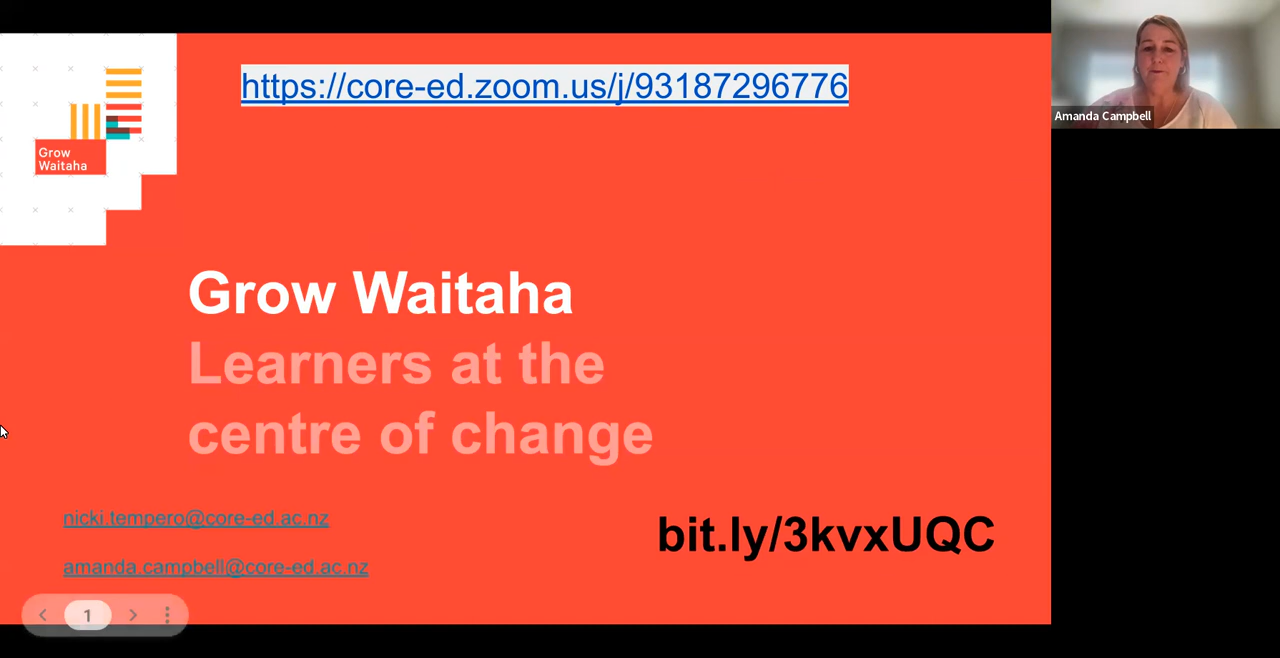 https://core-ed.zoom.us/j/93187296776
Amanda Campbell
Grow
Waitaha
Grow Waitaha
Learners at the
centre of change
nicki.tempero@core-ed.ac.nz
bit.ly/3kvxUQC
amanda.campbell@core-ed.ac.nz
1